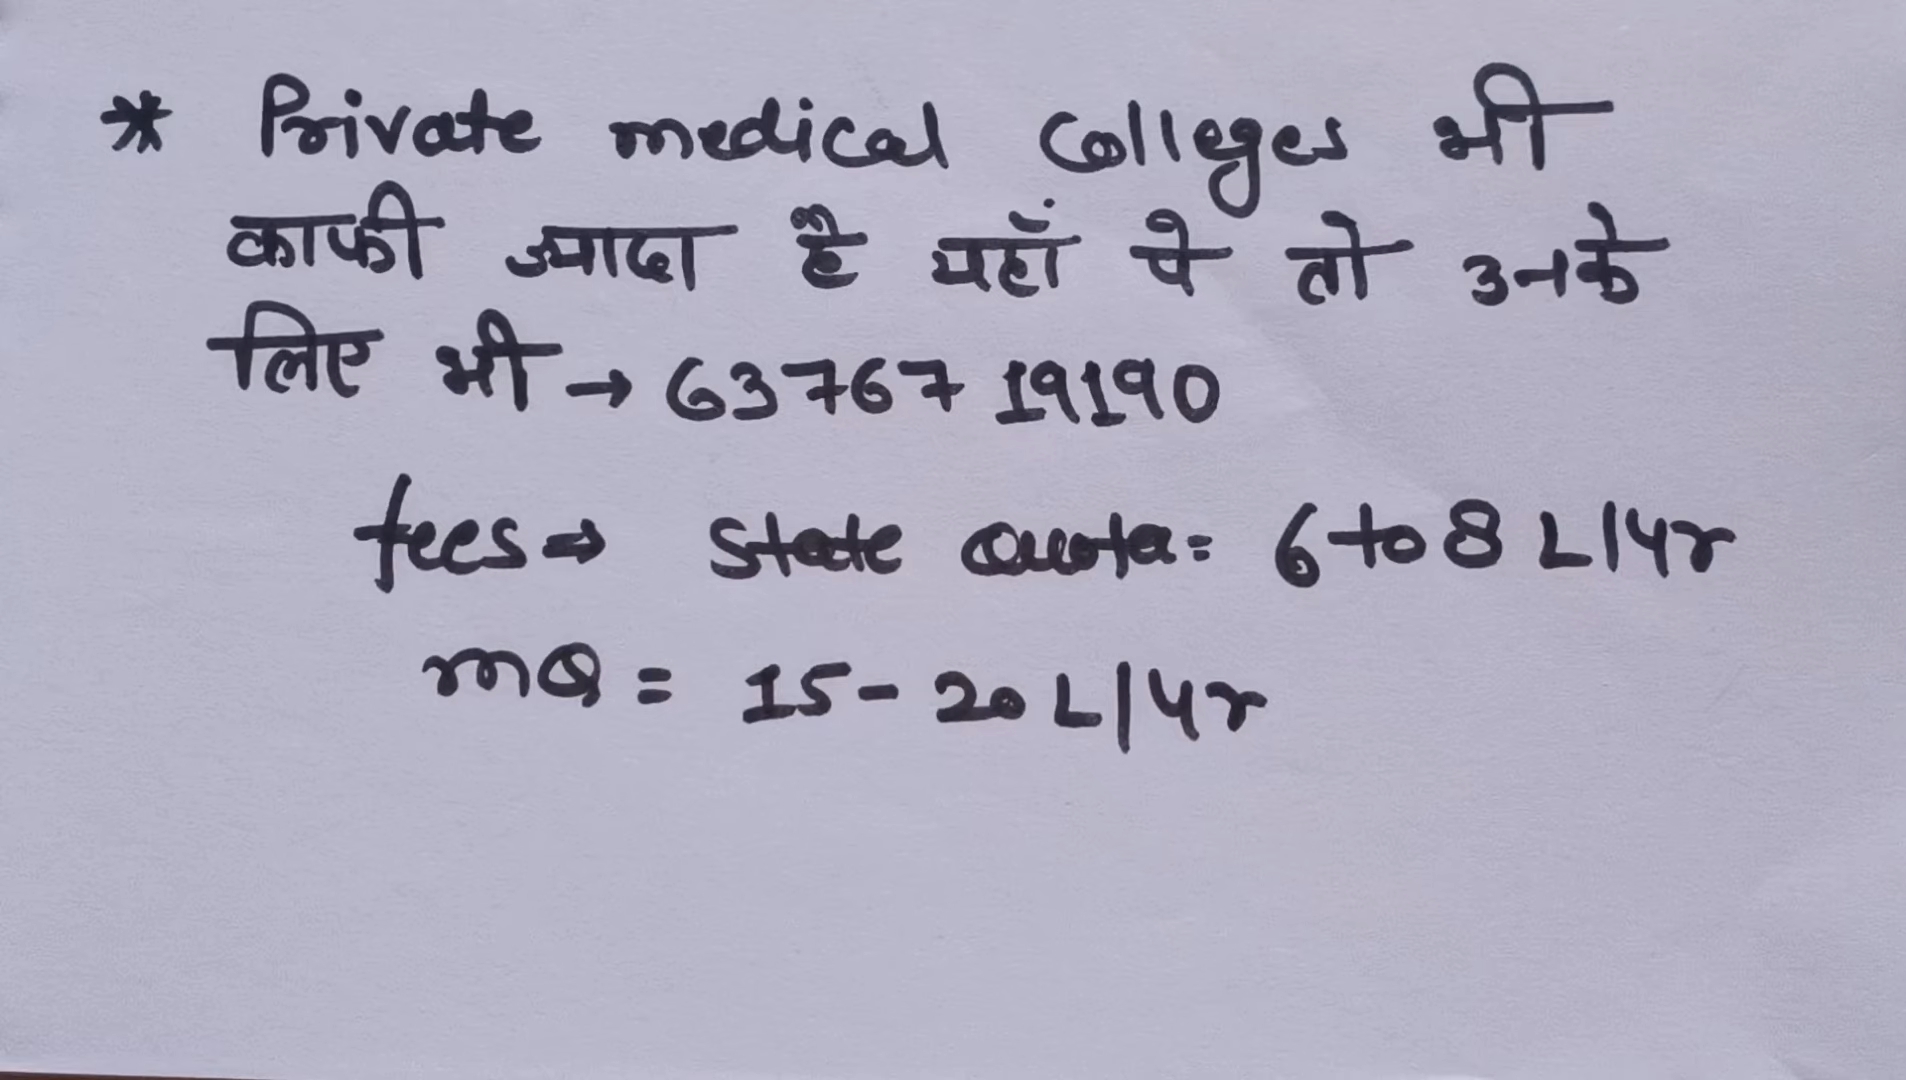 * Private medical colleges भी
काफी ज्यादा है यहाँ पे तो उनके
लिए भी → 63767 19190
fees ⇒ state Quota = 6 to 8 L/yr
MQ = 15 - 20 L/yr